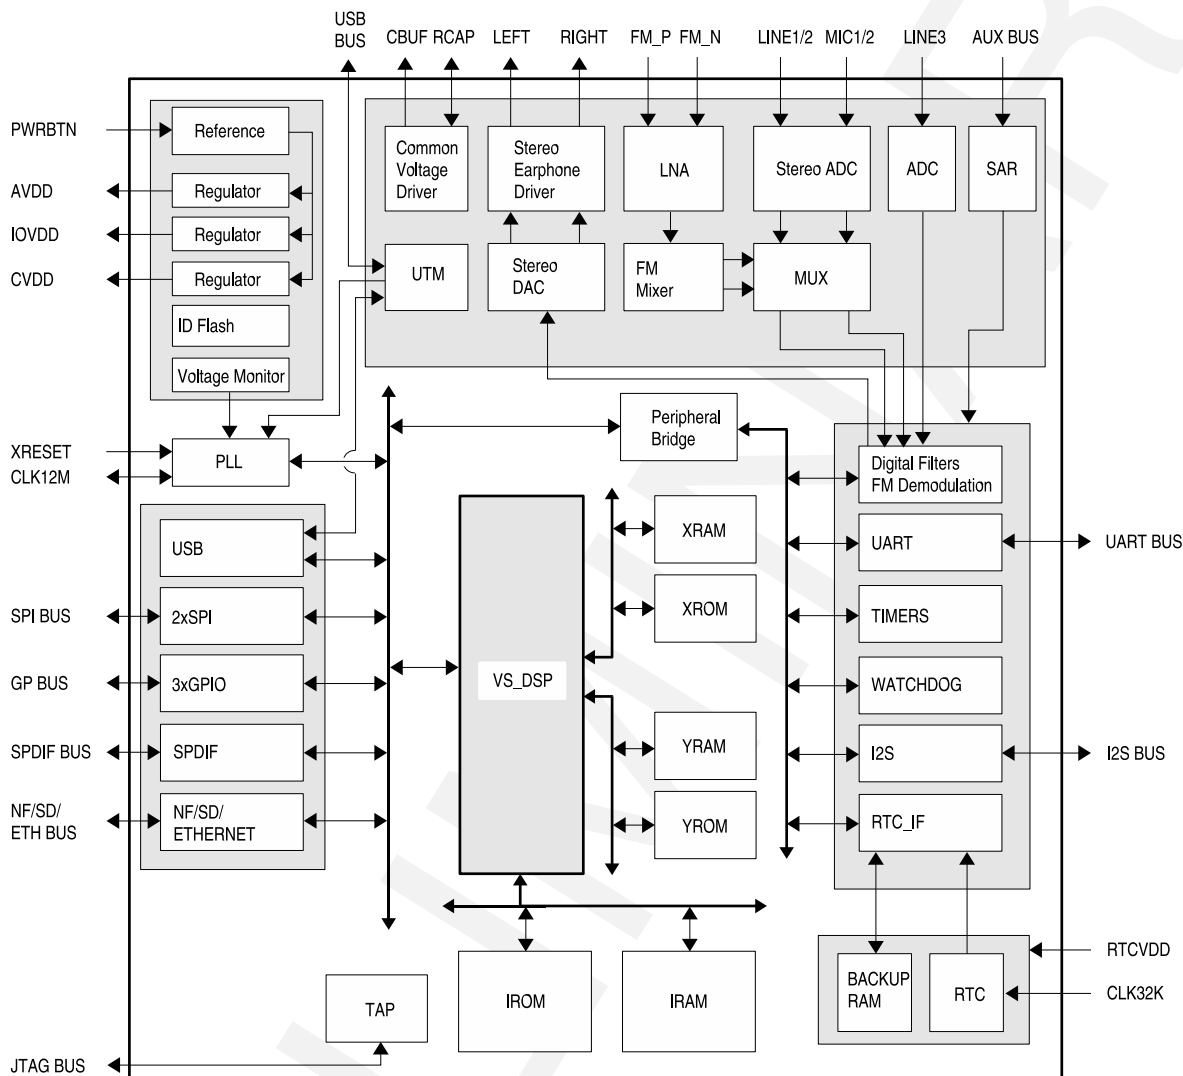 USB
BUS
CBUF RCAP
LEFT
RIGHT
FM_P FM_N
LINE1/2
MIC1/2
LINE3
AUX BUS
PWRBTN
Reference
AVDD
Regulator
IOVDD
Regulator
CVDD
Regulator
ID Flash
Voltage Monitor
Common
Voltage
Driver
Stereo
Earphone
Driver
LNA
Stereo ADC
ADC
SAR
UTM
Stereo
DAC
FM
Mixer
MUX
XRESET
CLK12M
PLL
Peripheral
Bridge
Digital Filters
FM Demodulation
USB
XRAM
UART
UART BUS
SPI BUS
2xSPI
XROM
TIMERS
GP BUS
3xGPIO
VS_DSP
WATCHDOG
SPDIF BUS
SPDIF
YRAM
I2S
I2S BUS
NF/SD/
ETH BUS
NF/SD/
ETHERNET
YROM
RTC_IF
RTCVDD
TAP
IROM
IRAM
BACKUP
RAM
RTC
CLK32K
JTAG BUS